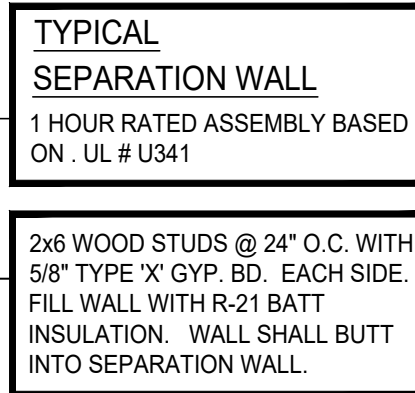 TYPICAL
SEPARATION WALL
1 HOUR RATED ASSEMBLY BASED
ON . UL # U341
2x6 WOOD STUDS @ 24" O.C. WITH
5/8" TYPE 'X' GYP. BD. EACH SIDE.
FILL WALL WITH R-21 BATT
INSULATION. WALL SHALL BUTT
INTO SEPARATION WALL.